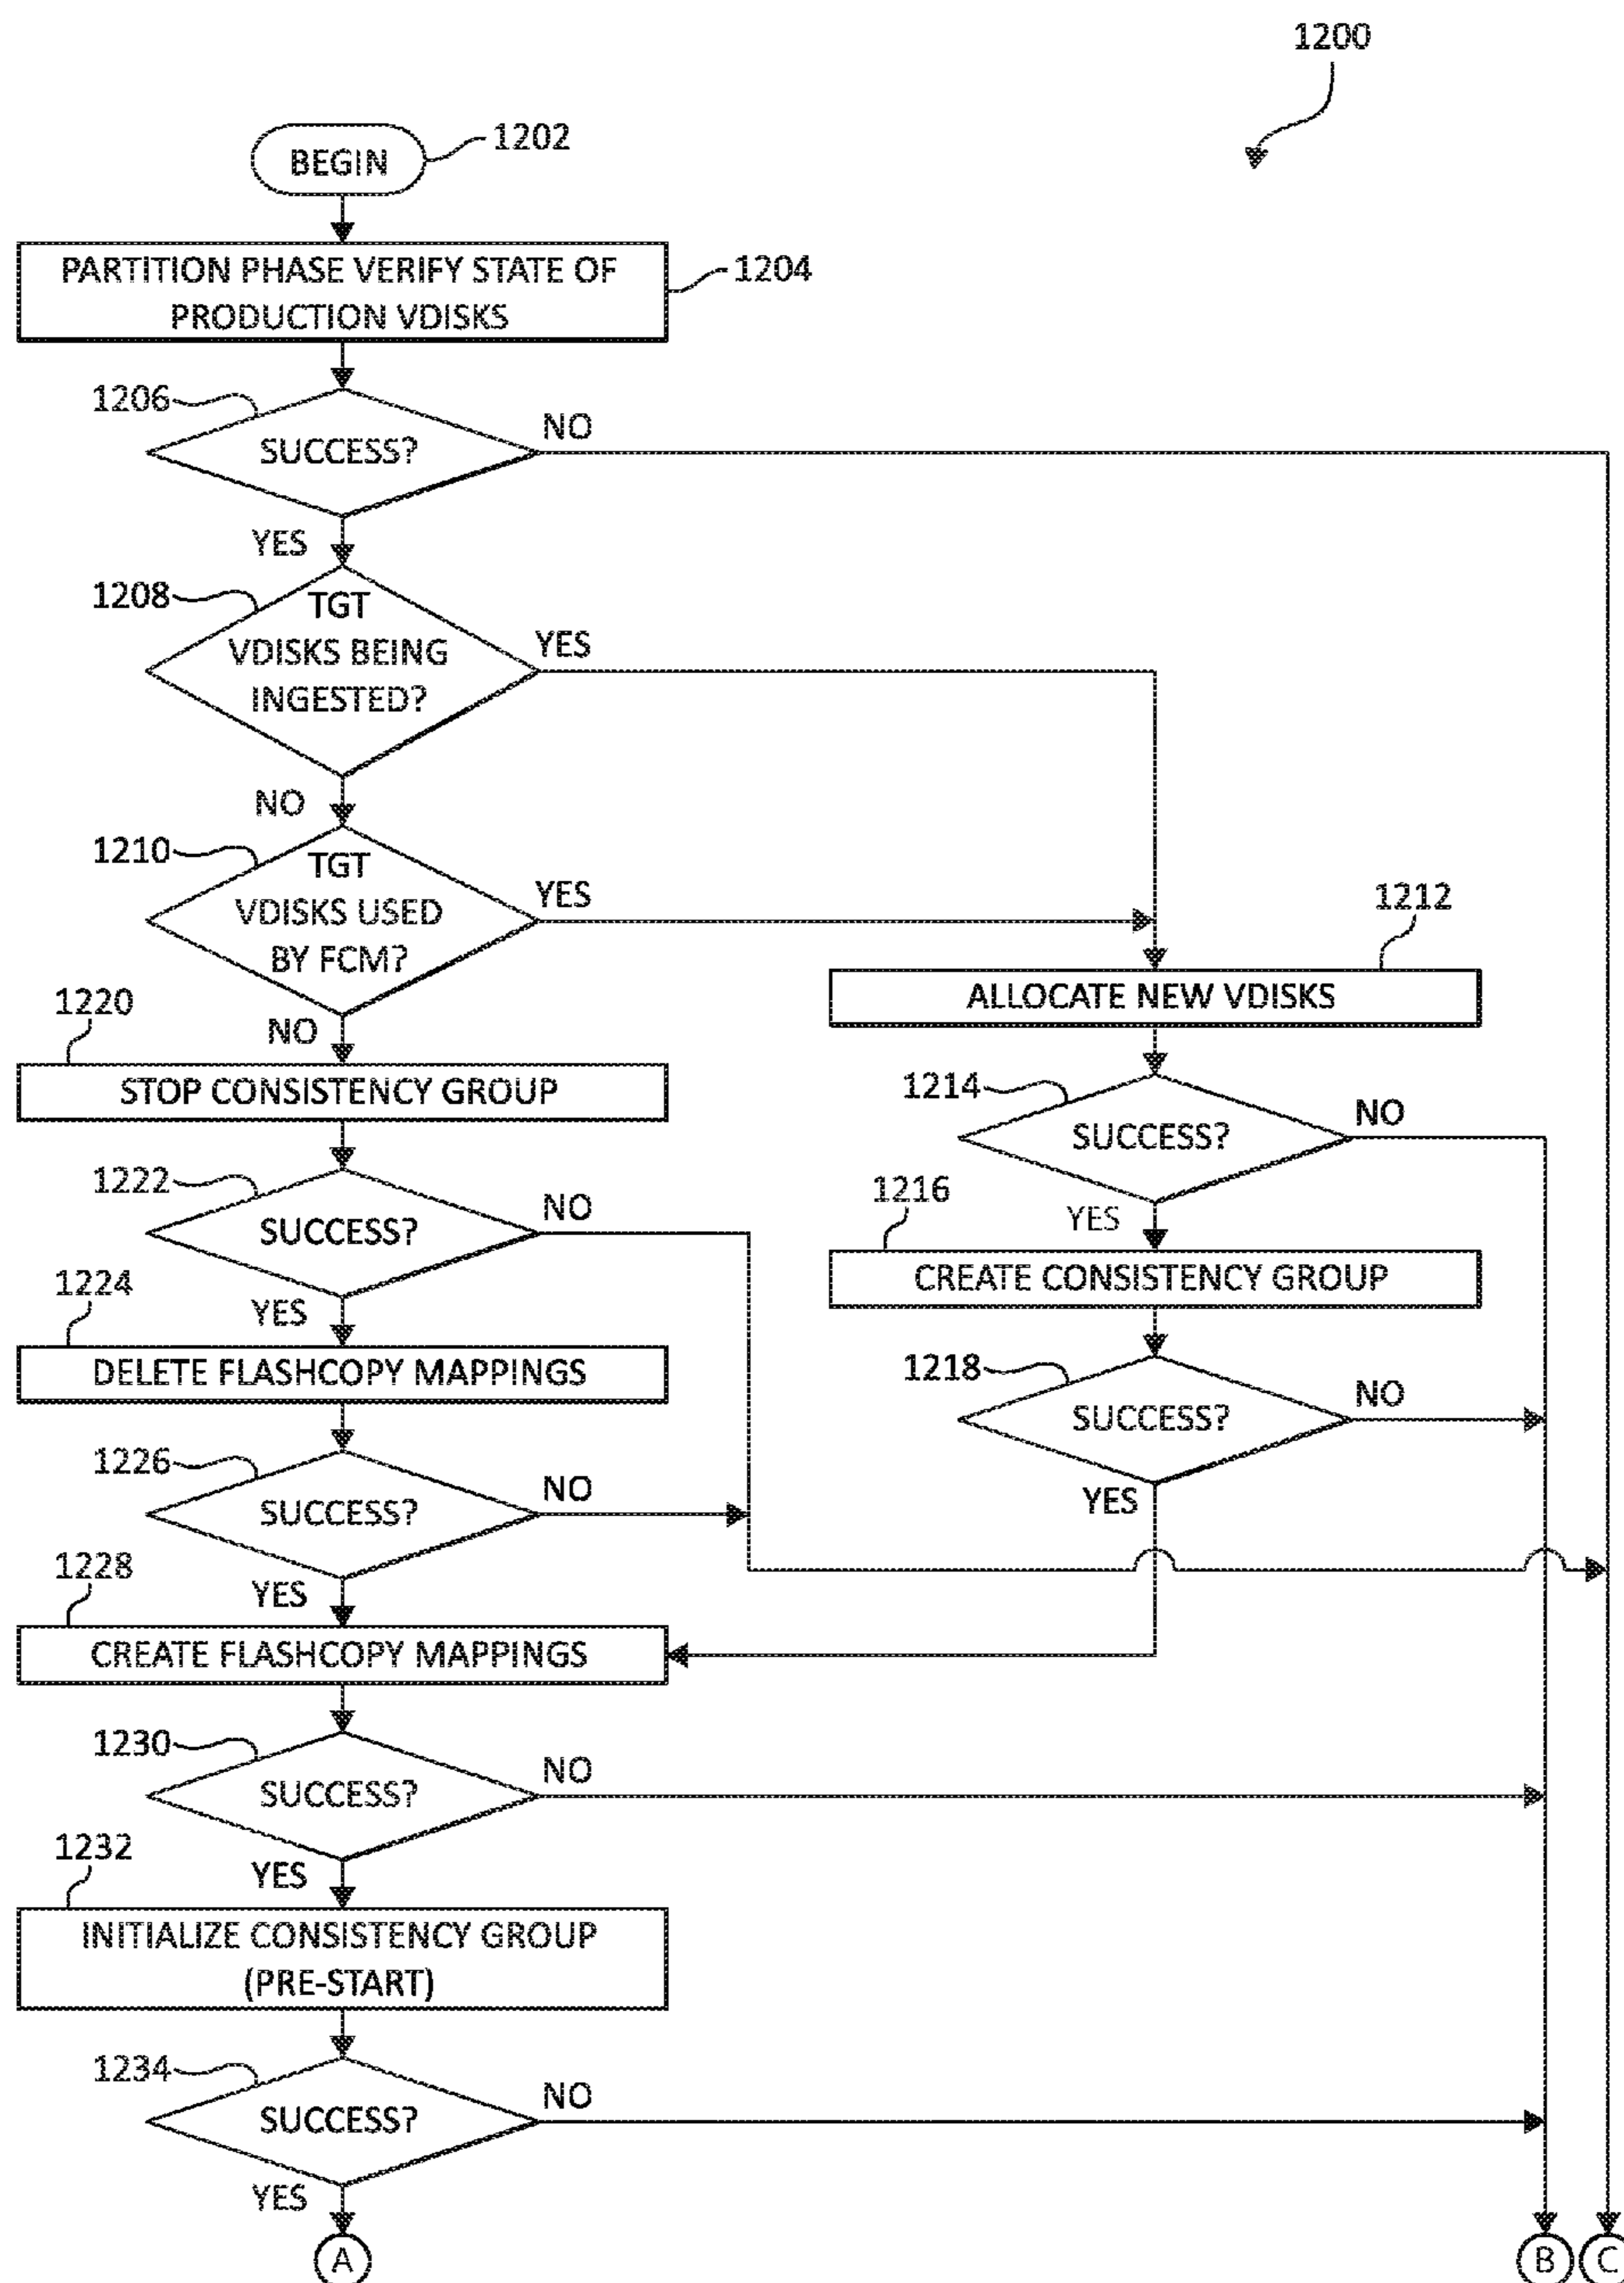 1200
BEGIN
1202
PARTITION PHASE VERIFY STATE OF
PRODUCTION VDISKS
1204
1206
SUCCESS?
NO
YES
1208
TGT
VDISKS BEING
INGESTED?
YES
NO
1210
TGT
VDISKS USED
BY FCM?
YES
NO
1212
ALLOCATE NEW VDISKS
1214
SUCCESS?
NO
YES
1216
CREATE CONSISTENCY GROUP
1218
SUCCESS?
NO
YES
1220
STOP CONSISTENCY GROUP
1222
SUCCESS?
NO
YES
1224
DELETE FLASHCOPY MAPPINGS
1226
SUCCESS?
NO
YES
1228
CREATE FLASHCOPY MAPPINGS
1230
SUCCESS?
NO
YES
1232
INITIALIZE CONSISTENCY GROUP
(PRE-START)
1234
SUCCESS?
NO
YES
A
B
C